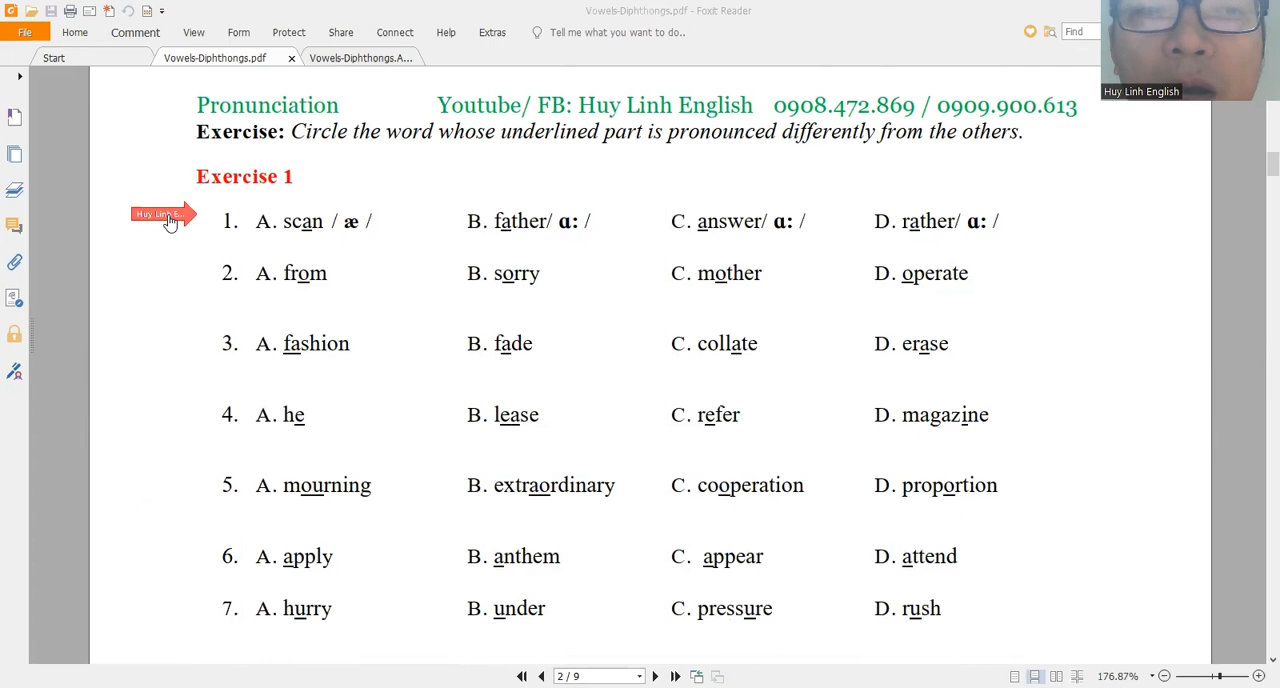 Vowels-Diphthongs.pdf - Foxit Reader
File Home Comment View Form Protect Share Connect Help Extras Tell me what you want to do.. Find
Start Vowels-Diphthongs.pdf Vowels-Diphthongs.A...
Huy Linh English
Pronunciation Youtube/ FB: Huy Linh English 0908.472.869 / 0909.900.613
Exercise: Circle the word whose underlined part is pronounced differently from the others.
Exercise 1
Huy Linh E...
1. A. scan / æ / B. father/ ɑ: / C. answer/ ɑ: / D. rather/ ɑ: /
2. A. from B. sorry C. mother D. operate
3. A. fashion B. fade C. collate D. erase
4. A. he B. lease C. refer D. magazine
5. A. mourning B. extraordinary C. cooperation D. proportion
6. A. apply B. anthem C. appear D. attend
7. A. hurry B. under C. pressure D. rush
2 / 9 176.87%